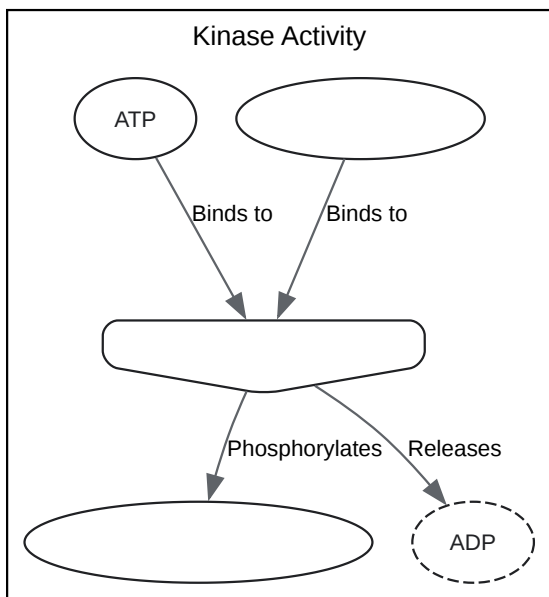 Kinase Activity
ATP
Binds to
Binds to
Phosphorylates
Releases
ADP